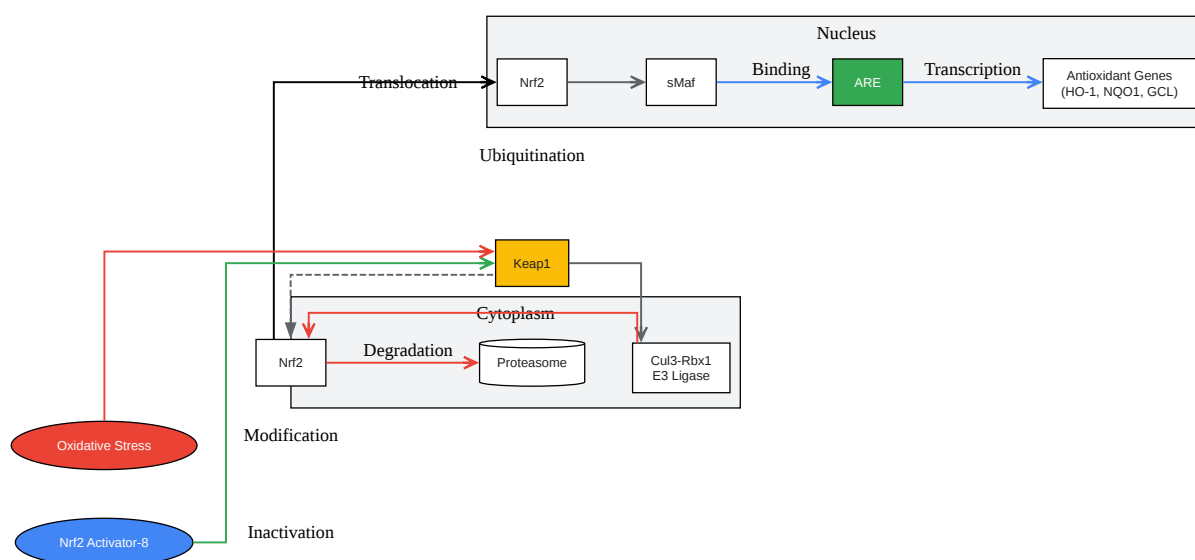 Nucleus
Translocation
Nrf2
sMaf
Binding
ARE
Transcription
Antioxidant Genes
(HO-1, NQO1, GCL)
Ubiquitination
Keap1
Cytoplasm
Nrf2
Degradation
Proteasome
Cul3-Rbx1
E3 Ligase
Oxidative Stress
Modification
Nrf2 Activator-8
Inactivation